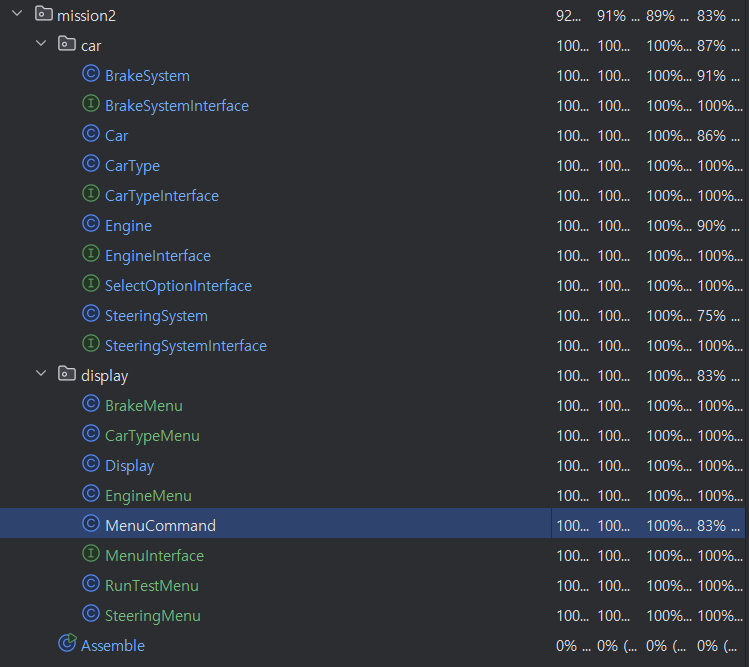 mission2 92... 91% ... 89% ... 83% ...
car 100... 100... 100%... 87% ...
BrakeSystem 100... 100... 100%... 91% ...
BrakeSystemInterface 100... 100... 100%... 100%...
Car 100... 100... 100%... 86% ...
CarType 100... 100... 100%... 100%...
CarTypeInterface 100... 100... 100%... 100%...
Engine 100... 100... 100%... 90% ...
EngineInterface 100... 100... 100%... 100%...
SelectOptionInterface 100... 100... 100%... 100%...
SteeringSystem 100... 100... 100%... 75% ...
SteeringSystemInterface 100... 100... 100%... 100%...
display 100... 100... 100%... 83% ...
BrakeMenu 100... 100... 100%... 100%...
CarTypeMenu 100... 100... 100%... 100%...
Display 100... 100... 100%... 100%...
EngineMenu 100... 100... 100%... 100%...
MenuCommand 100... 100... 100%... 83% ...
MenuInterface 100... 100... 100%... 100%...
RunTestMenu 100... 100... 100%... 100%...
SteeringMenu 100... 100... 100%... 100%...
Assemble 0% ... 0% (... 0% (... 0% (...